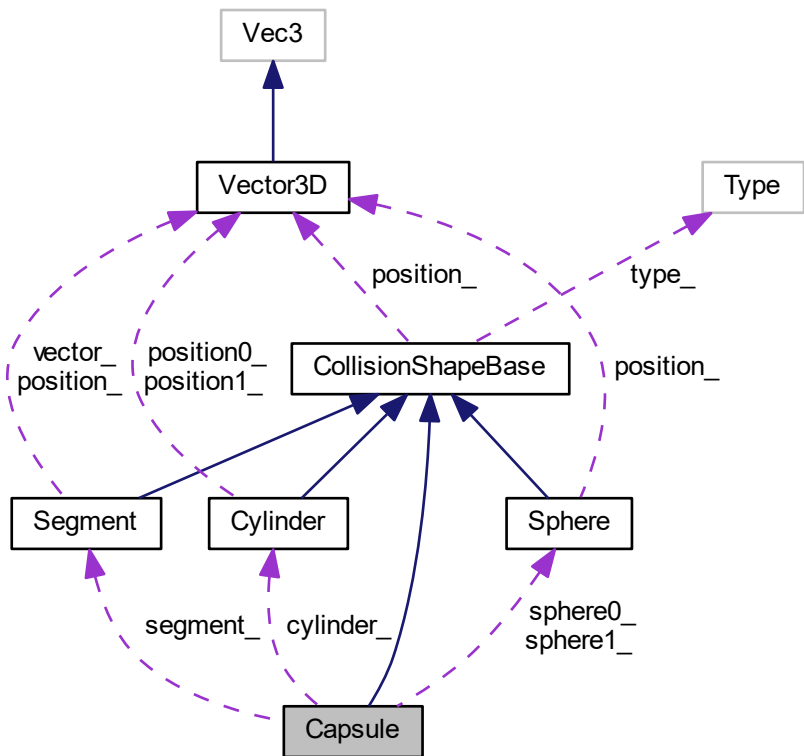 Vec3
Vector3D
Type
position_
type_
vector_
position_
position0_
position1_
CollisionShapeBase
position_
Segment
Cylinder
Sphere
segment_
cylinder_
sphere0_
sphere1_
Capsule